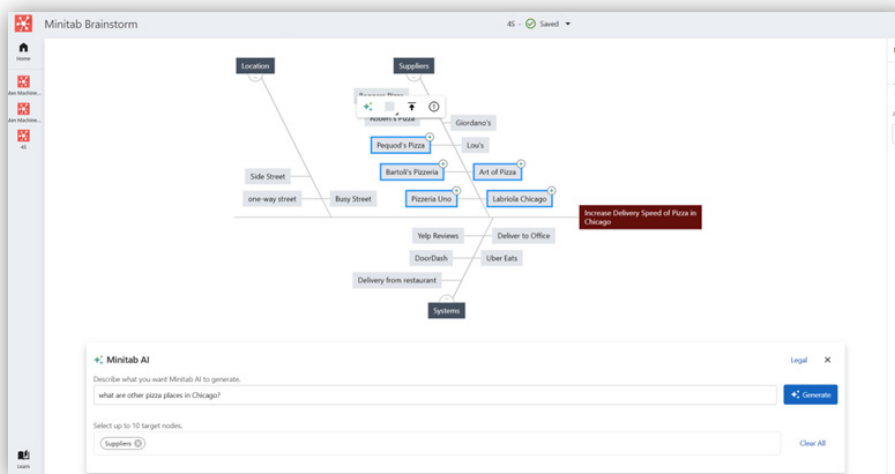 Minitab Brainstorm
4S - Saved
Home
4S
Learn
Location
Suppliers
Robert's Pizza
Giordano's
Pequod's Pizza
Lou's
Bartoli's Pizzeria
Art of Pizza
Side Street
one-way street
Busy Street
Pizzeria Uno
Labriola Chicago
Increase Delivery Speed of Pizza in
Chicago
Yelp Reviews
Deliver to Office
DoorDash
Uber Eats
Delivery from restaurant
Systems
Minitab AI
Legal
Describe what you want Minitab AI to generate.
what are other pizza places in Chicago?
Generate
Select up to 10 target nodes.
Suppliers
Clear All